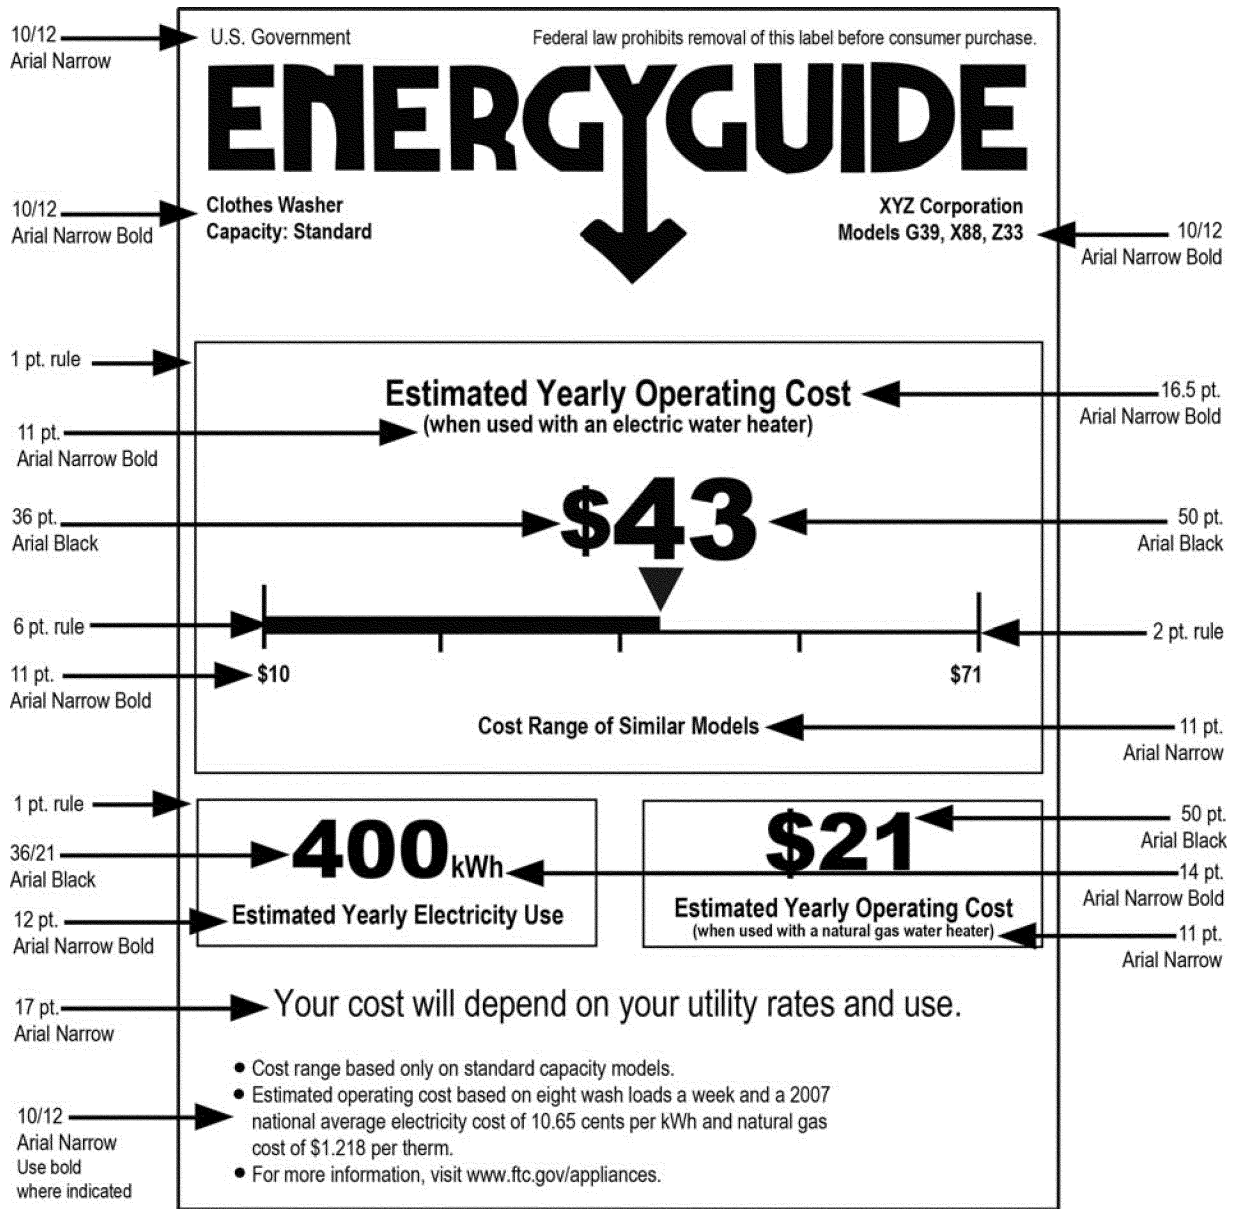 10/12
Arial Narrow
U.S. Government
Federal law prohibits removal of this label before consumer purchase.
ENERGYGUIDE
10/12
Arial Narrow Bold
Clothes Washer
Capacity: Standard
XYZ Corporation
Models G39, X88, Z33
10/12
Arial Narrow Bold
1 pt. rule
Estimated Yearly Operating Cost
(when used with an electric water heater)
16.5 pt.
Arial Narrow Bold
11 pt.
Arial Narrow Bold
36 pt.
Arial Black
$43
50 pt.
Arial Black
6 pt. rule
2 pt. rule
11 pt.
Arial Narrow Bold
$10
$71
Cost Range of Similar Models
11 pt.
Arial Narrow
1 pt. rule
36/21
Arial Black
400 kWh
12 pt.
Arial Narrow Bold
Estimated Yearly Electricity Use
$21
Estimated Yearly Operating Cost
(when used with a natural gas water heater)
50 pt.
Arial Black
14 pt.
Arial Narrow Bold
11 pt.
Arial Narrow
17 pt.
Arial Narrow
Your cost will depend on your utility rates and use.
10/12
Arial Narrow
Use bold
where indicated
● Cost range based only on standard capacity models.
● Estimated operating cost based on eight wash loads a week and a 2007
national average electricity cost of 10.65 cents per kWh and natural gas
cost of $1.218 per therm.
● For more information, visit www.ftc.gov/appliances.